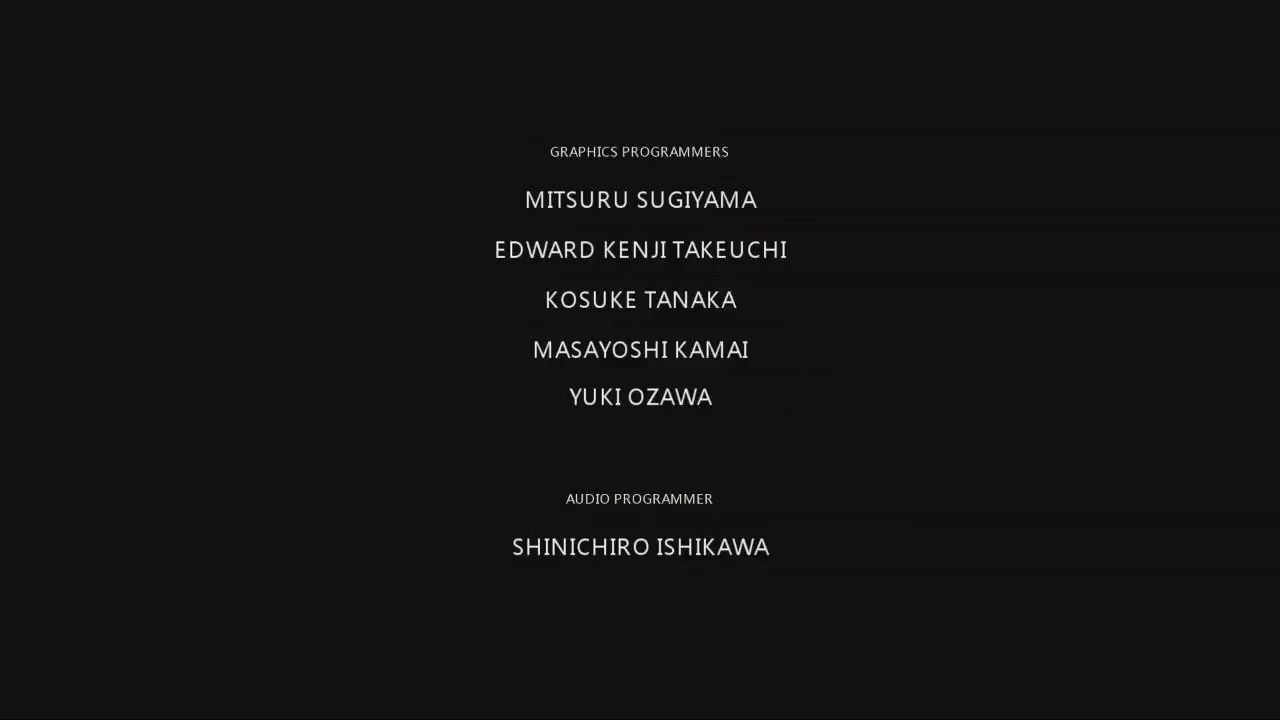 GRAPHICS PROGRAMMERS
MITSURU SUGIYAMA
EDWARD KENJI TAKEUCHI
KOSUKE TANAKA
MASAYOSHI KAMAI
YUKI OZAWA
AUDIO PROGRAMMER
SHINICHIRO ISHIKAWA